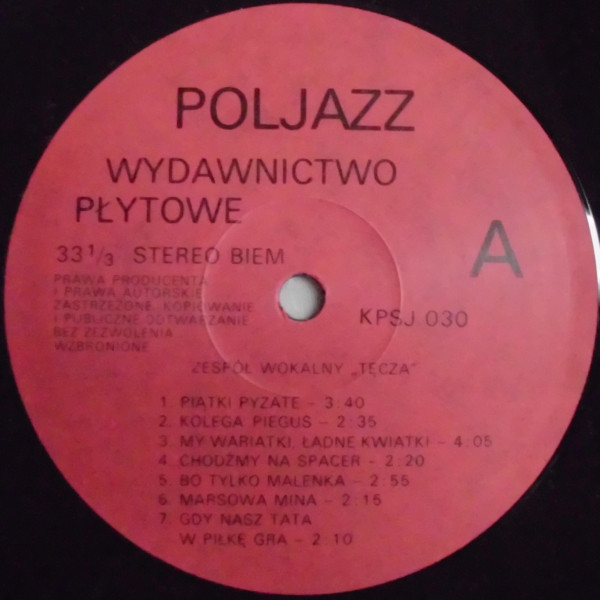 POLJAZZ
WYDAWNICTWO
PŁYTOWE
A
33 1/3 STEREO BIEM
PRAWA PRODUCENTA
I PRAWA AUTORSKIE
ZASTRZEŻONE. KOPIOWANIE
I PUBLICZNE ODTWARZANIE
BEZ ZEZWOLENIA
WZBRONIONE
KPSJ 030
ZESPÓŁ WOKALNY „TĘCZA"
1. PIĄTKI PYZATE – 3:40
2. KOLEGA PIEGUS – 2:35
3. MY WARIATKI, ŁADNE KWIATKI – 4:05
4. CHODŹMY NA SPACER – 2:20
5. BO TYLKO MALEŃKA – 2:55
6. MARSOWA MINA – 2:15
7. GDY NASZ TATA
W PIŁKĘ GRA – 2:10